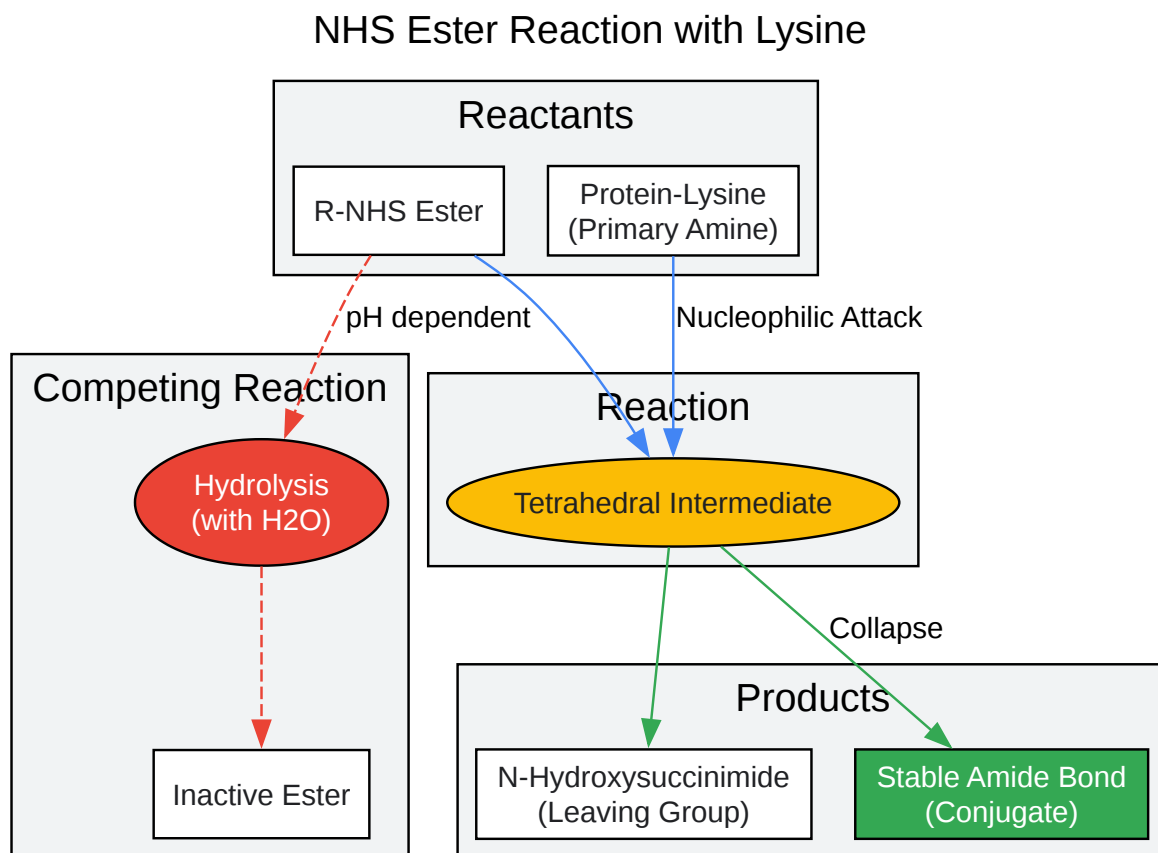 NHS Ester Reaction with Lysine
Reactants
R-NHS Ester
Protein-Lysine
(Primary Amine)
pH dependent
Nucleophilic Attack
Competing Reaction
Reaction
Hydrolysis
(with H2O)
Tetrahedral Intermediate
Collapse
Products
Inactive Ester
N-Hydroxysuccinimide
(Leaving Group)
Stable Amide Bond
(Conjugate)